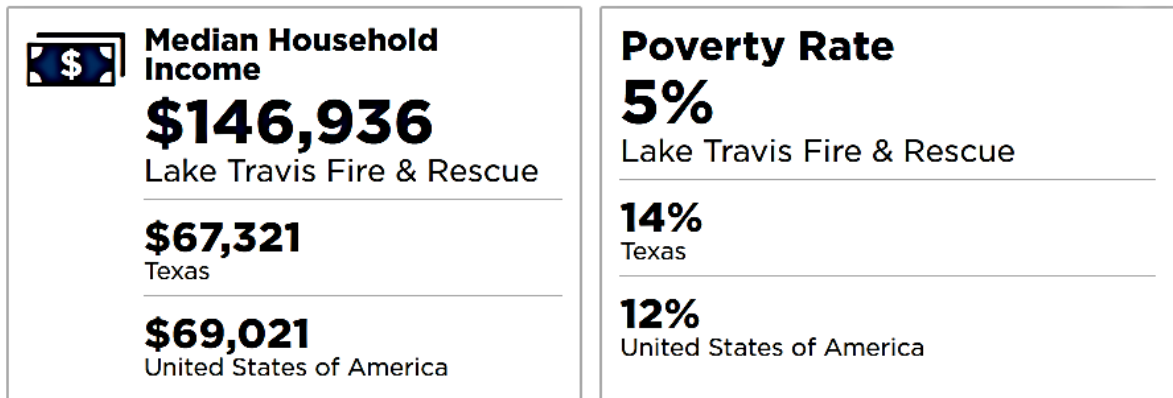 $
Median Household
Income
$146,936
Lake Travis Fire & Rescue
$67,321
Texas
$69,021
United States of America
Poverty Rate
5%
Lake Travis Fire & Rescue
14%
Texas
12%
United States of America